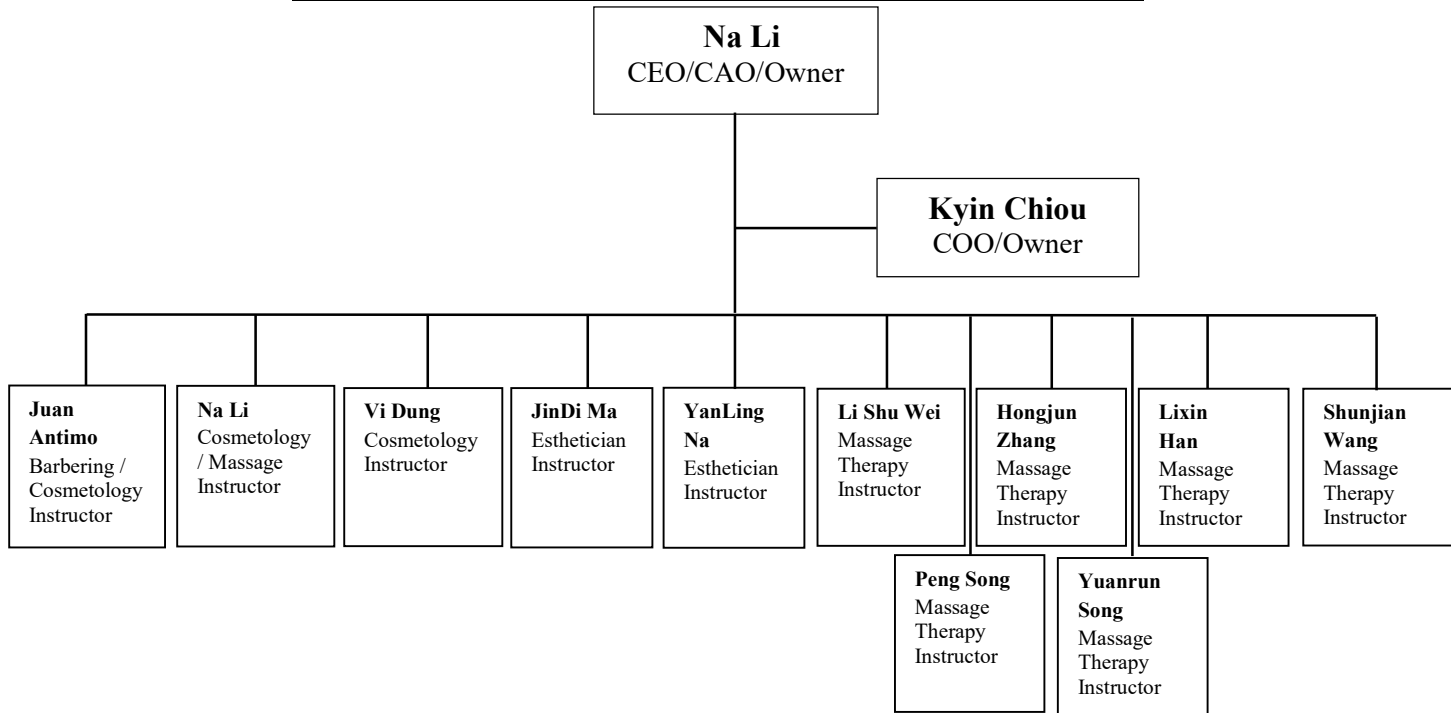 Na Li
CEO/CAO/Owner
Kyin Chiou
COO/Owner
Juan
Antimo
Barbering /
Cosmetology
Instructor
Na Li
Cosmetology
/ Massage
Instructor
Vi Dung
Cosmetology
Instructor
JinDi Ma
Esthetician
Instructor
YanLing
Na
Esthetician
Instructor
Li Shu Wei
Massage
Therapy
Instructor
Hongjun
Zhang
Massage
Therapy
Instructor
Lixin
Han
Massage
Therapy
Instructor
Shunjian
Wang
Massage
Therapy
Instructor
Peng Song
Massage
Therapy
Instructor
Yuanrun
Song
Massage
Therapy
Instructor